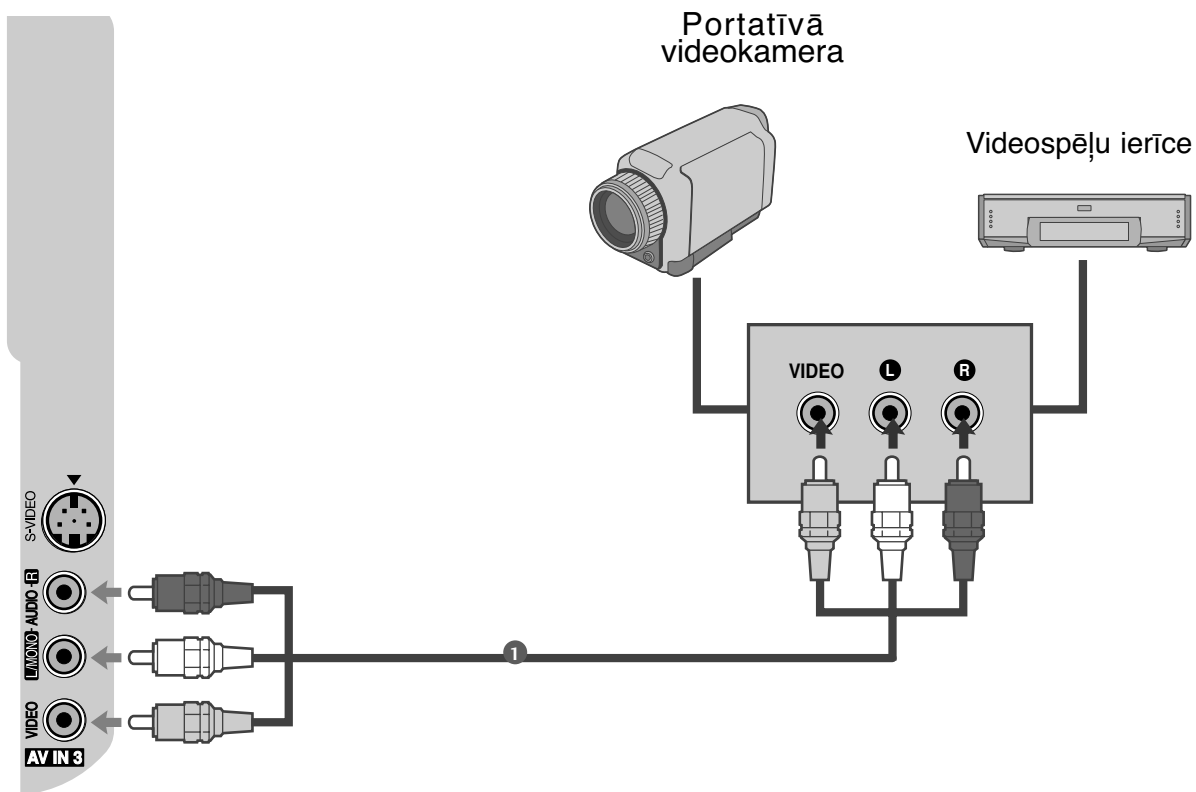 Portatīvā
videokamera
Videospēļu ierīce
VIDEO L R
S-VIDEO
L/MONO-AUDIO-R
VIDEO
AV IN 3
1